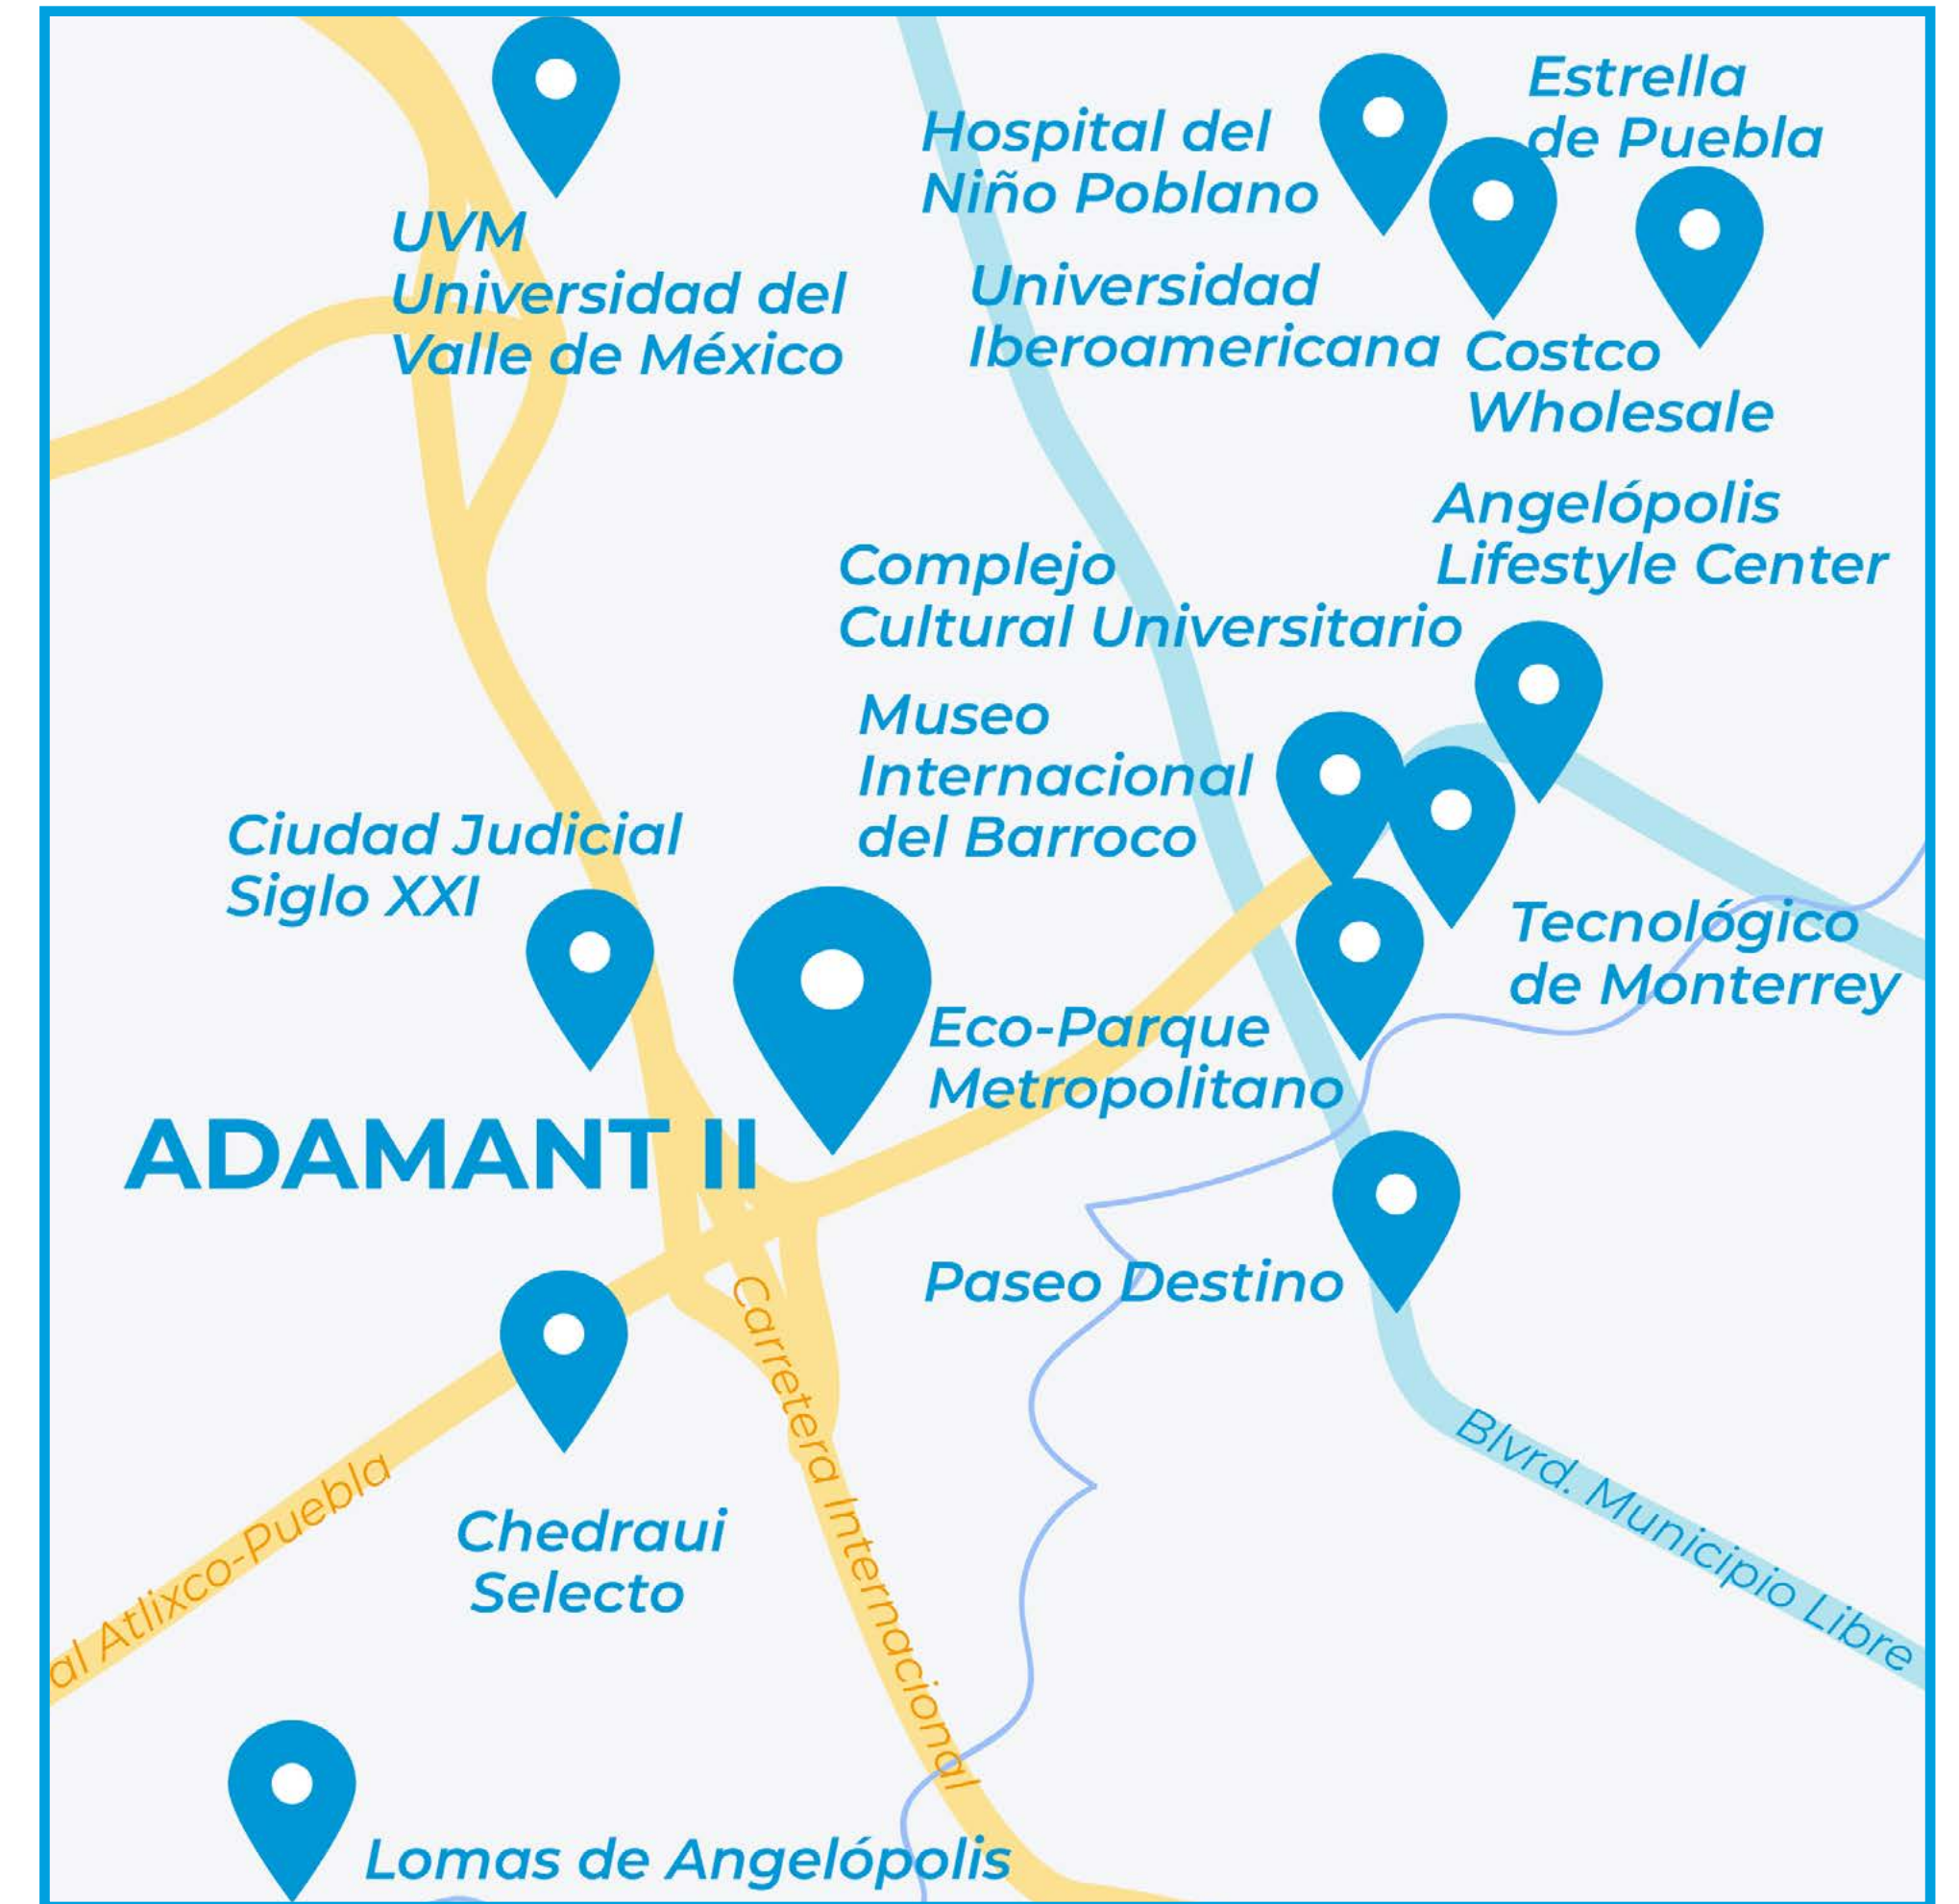 Estrella
de Puebla
Hospital del
Niño Poblano
UVM
Universidad del
Valle de México
Universidad
Iberoamericana
Costco
Wholesale
Angelópolis
Lifestyle Center
Complejo
Cultural Universitario
Museo
Internacional
del Barroco
Ciudad Judicial
Siglo XXI
Tecnológico
de Monterrey
Eco-Parque
Metropolitano
ADAMANT II
Paseo Destino
Carretera Internacional
Blvrd. Municipio Libre
al Atlixco-Puebla
Chedraui
Selecto
Lomas de Angelópolis